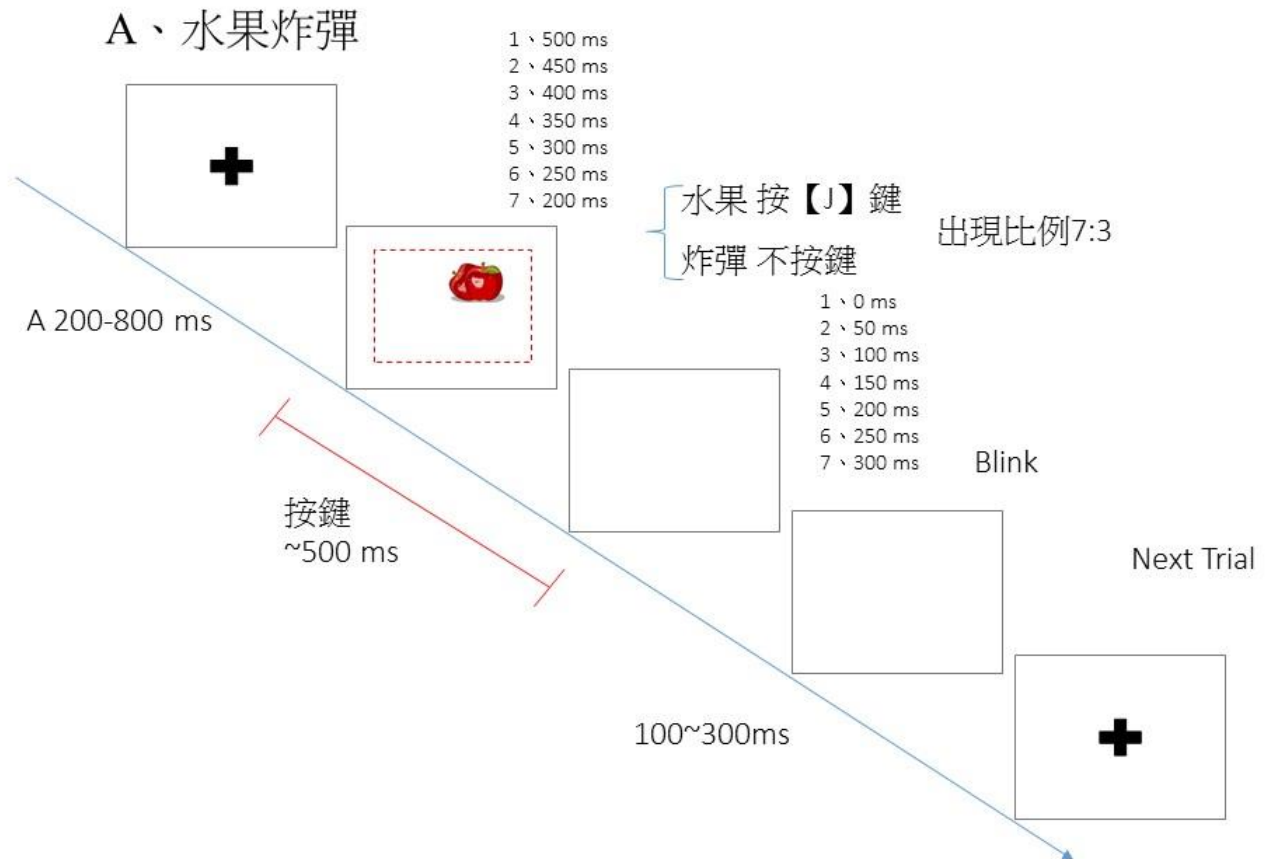 A、水果炸彈
1、500 ms
2、450 ms
3、400 ms
4、350 ms
5、300 ms
6、250 ms
7、200 ms
水果 按【J】鍵
炸彈 不按鍵
出現比例7:3
A 200-800 ms
1、0 ms
2、50 ms
3、100 ms
4、150 ms
5、200 ms
6、250 ms
7、300 ms
Blink
按鍵
~500 ms
Next Trial
100~300ms